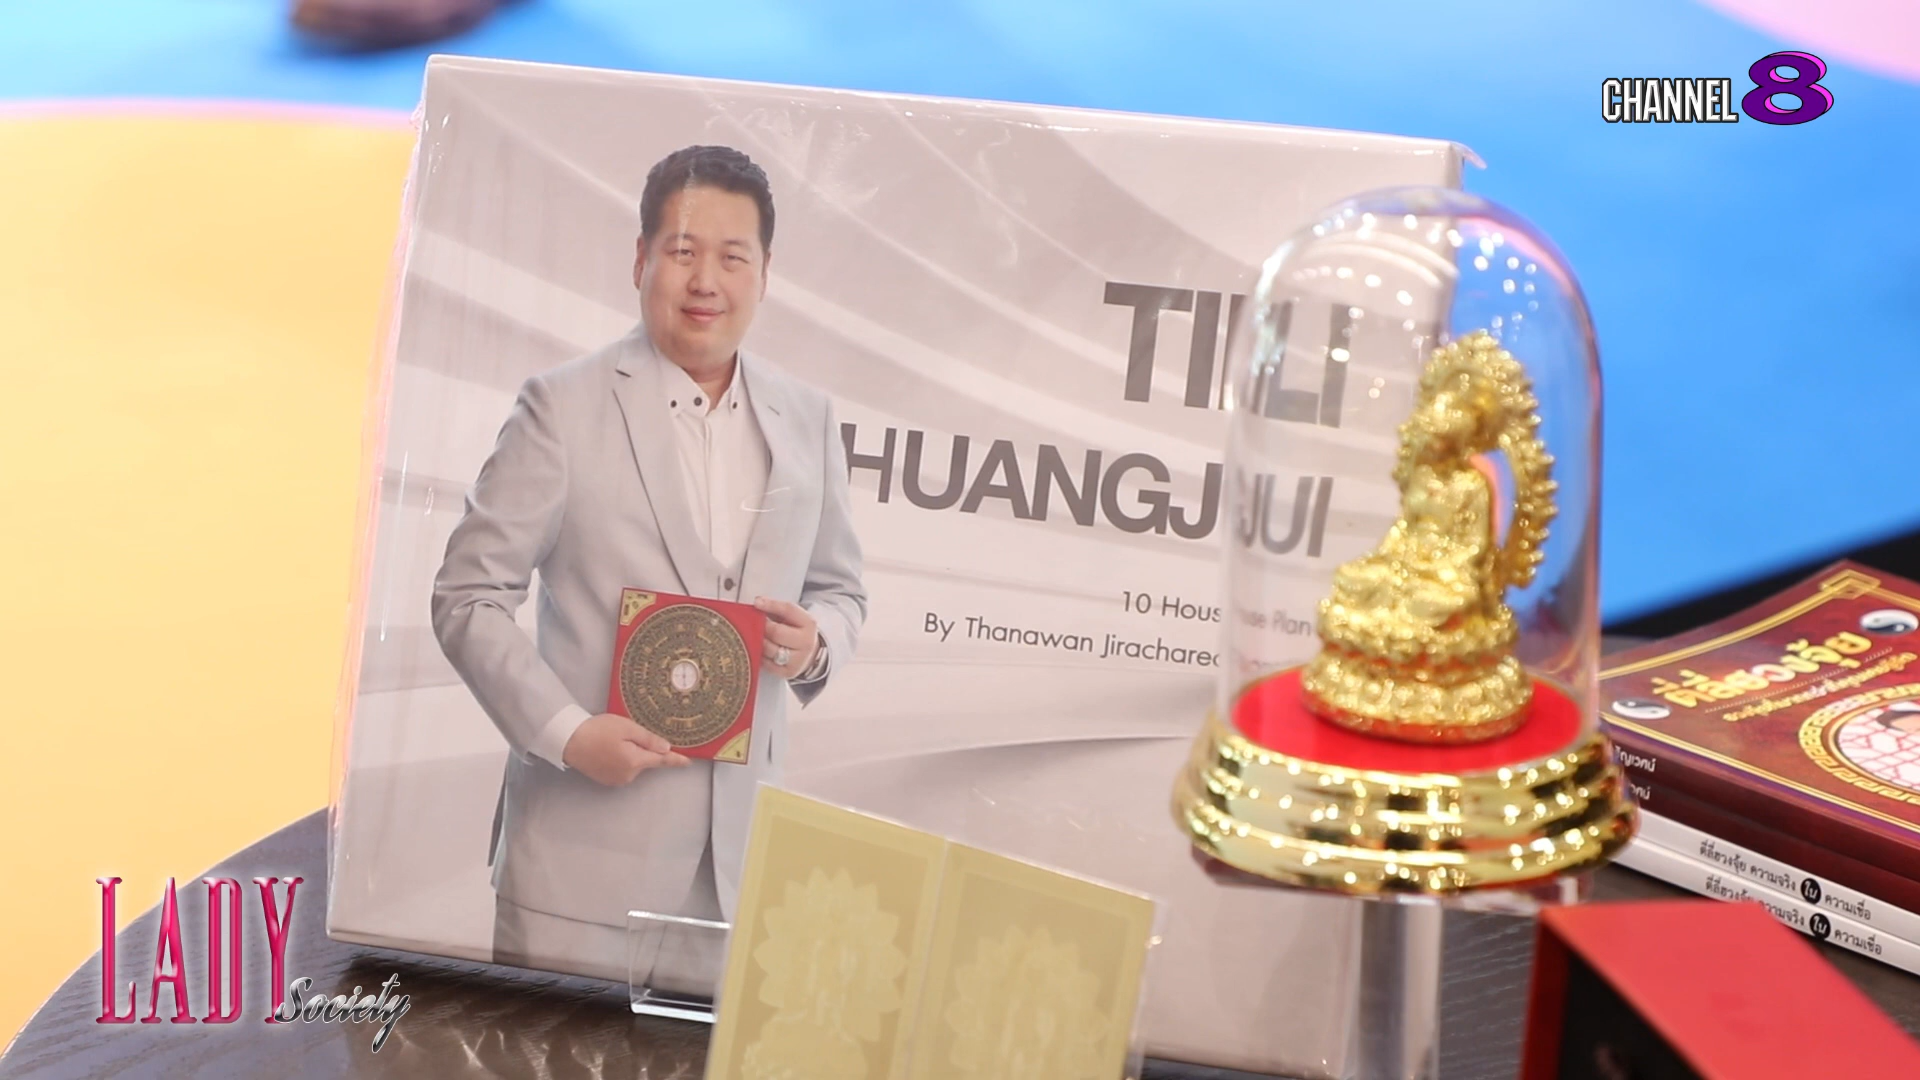 CHANNEL 8
TILI
HUANGJUI
10 House Plan
By Thanawan Jirachare
ตี่ลี่ฮวงจุ้ย
ตี่ลี่ฮวงจุ้ย ความจริง ใน ความเชื่อ
ตี่ลี่ฮวงจุ้ย ความจริง ใน ความเชื่อ
LADY
Society